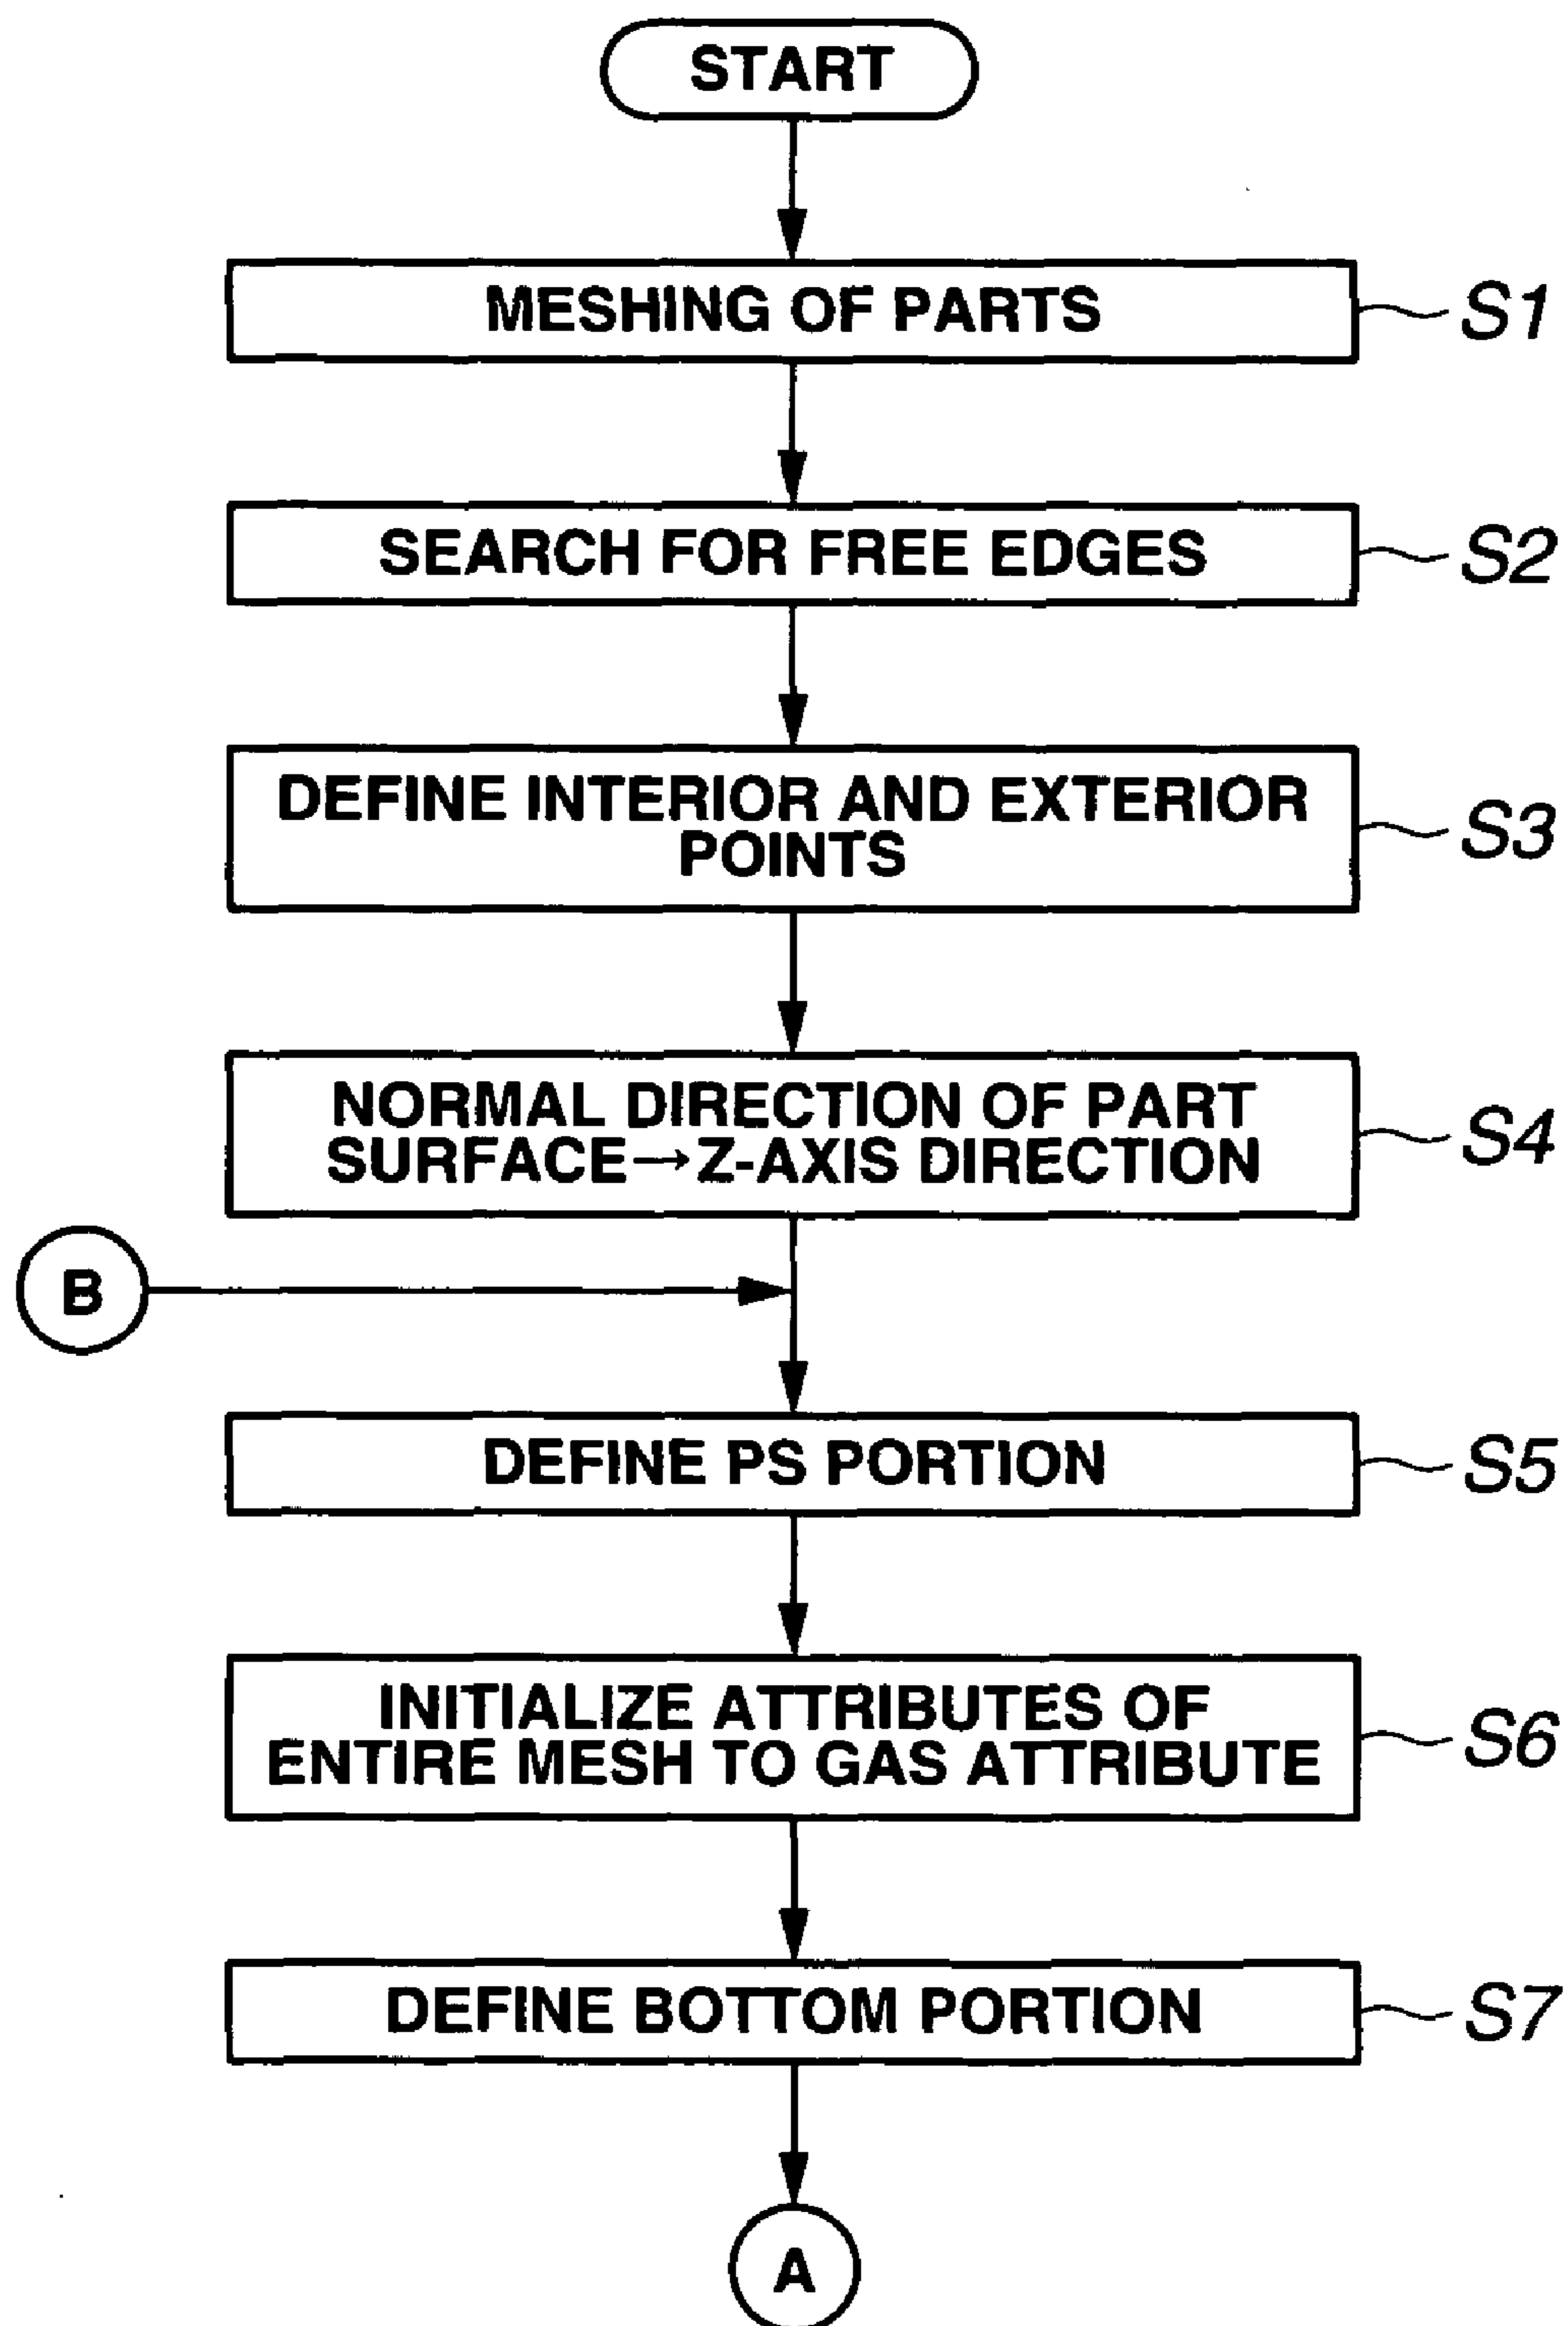 START
MESHING OF PARTS
S1
SEARCH FOR FREE EDGES
S2
DEFINE INTERIOR AND EXTERIOR
POINTS
S3
NORMAL DIRECTION OF PART
SURFACE→Z-AXIS DIRECTION
S4
B
DEFINE PS PORTION
S5
INITIALIZE ATTRIBUTES OF
ENTIRE MESH TO GAS ATTRIBUTE
S6
DEFINE BOTTOM PORTION
S7
A